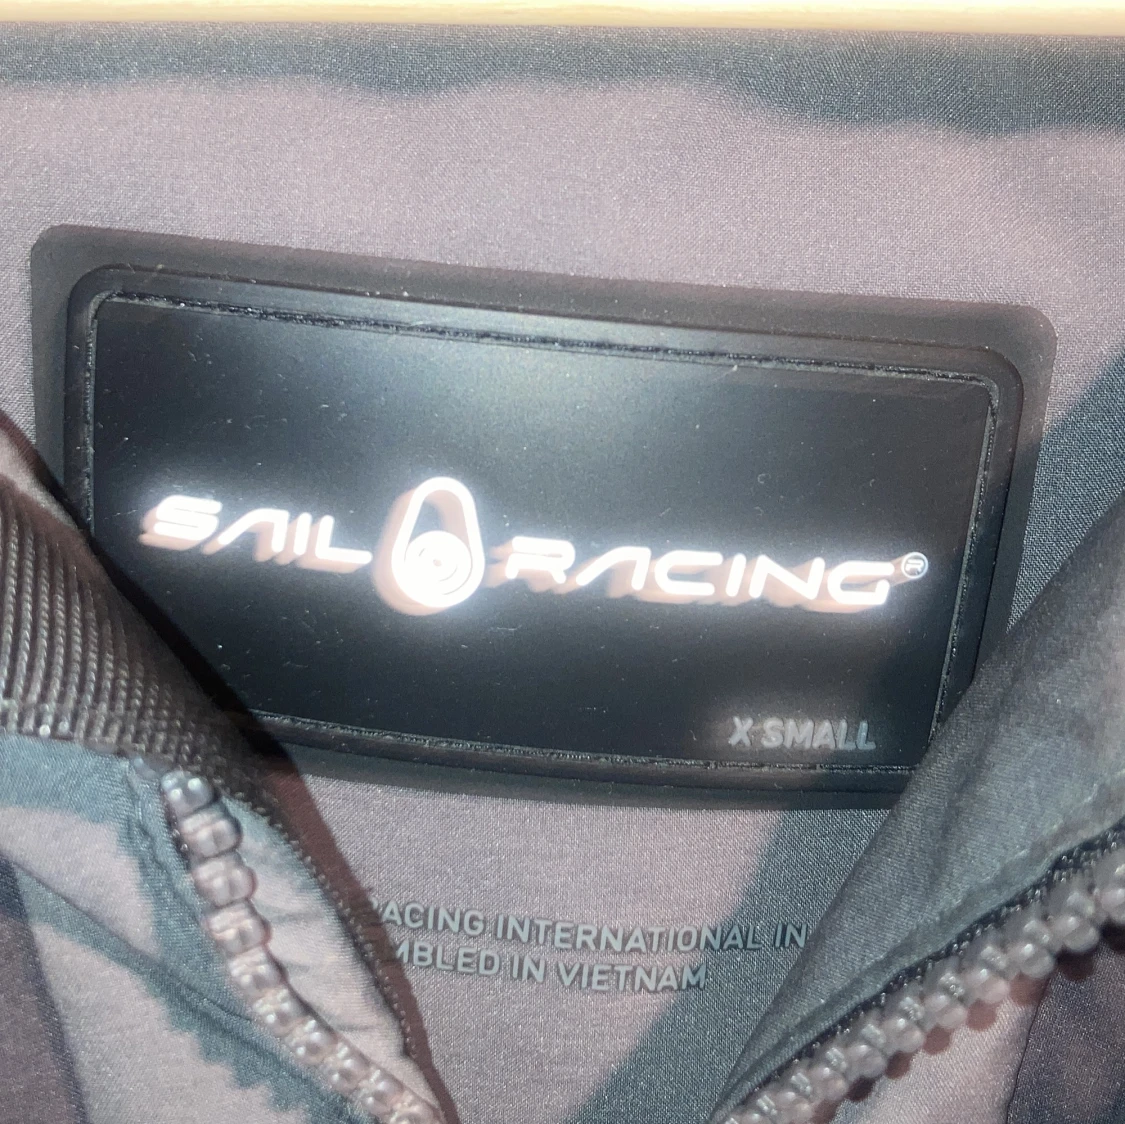 SAIL RACING®
X SMALL
RACING INTERNATIONAL IN
MBLED IN VIETNAM